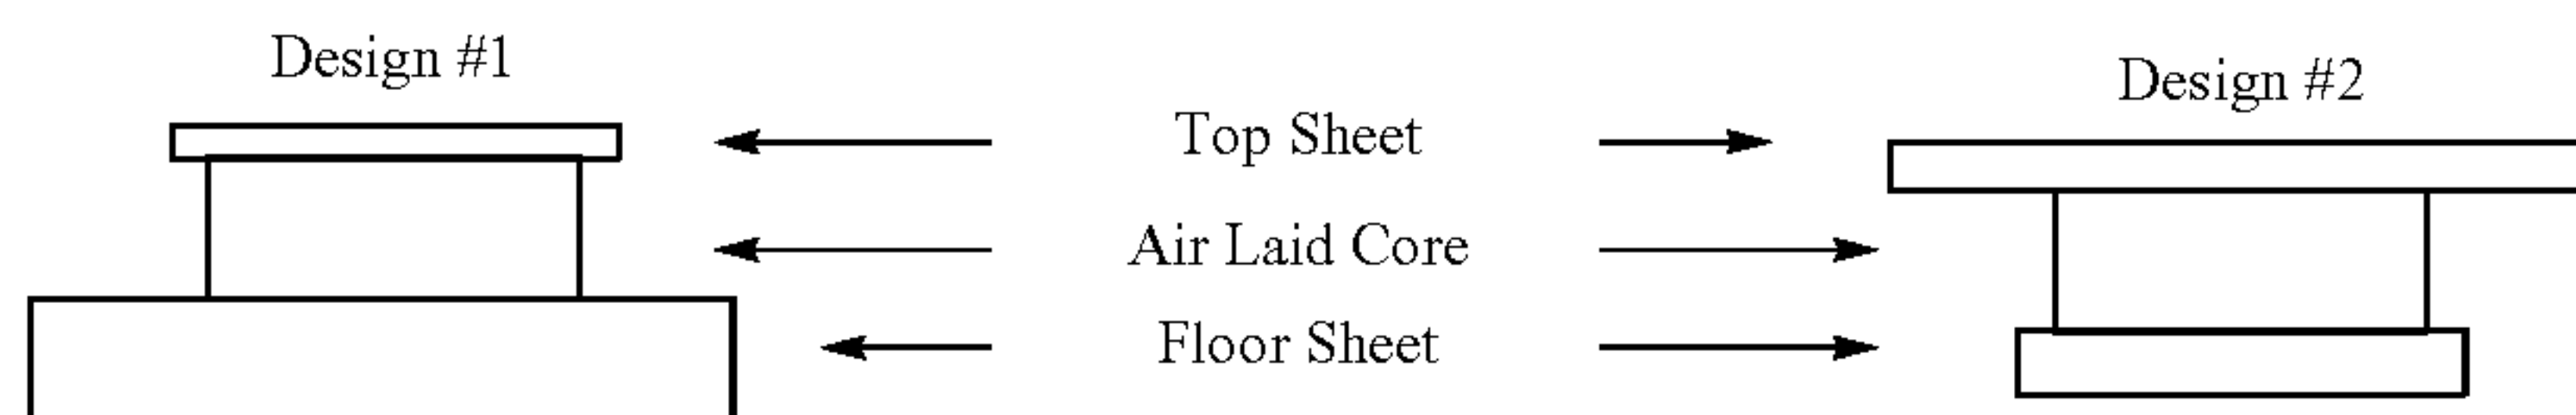 Design #1
Design #2
Top Sheet
Air Laid Core
Floor Sheet